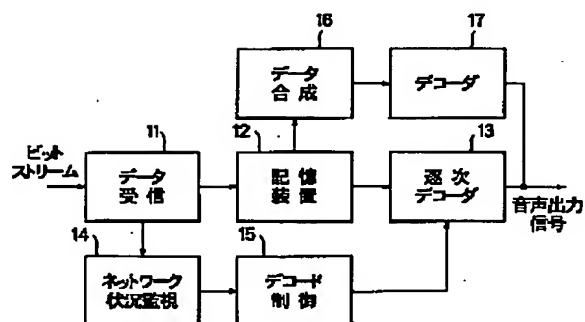 16
17
データ
合成
デコーダ
11
12
13
ビット
ストリーム
データ
受信
記憶
装置
逐次
デコーダ
音声出力
信号
14
15
ネットワーク
状況監視
デコード
制御